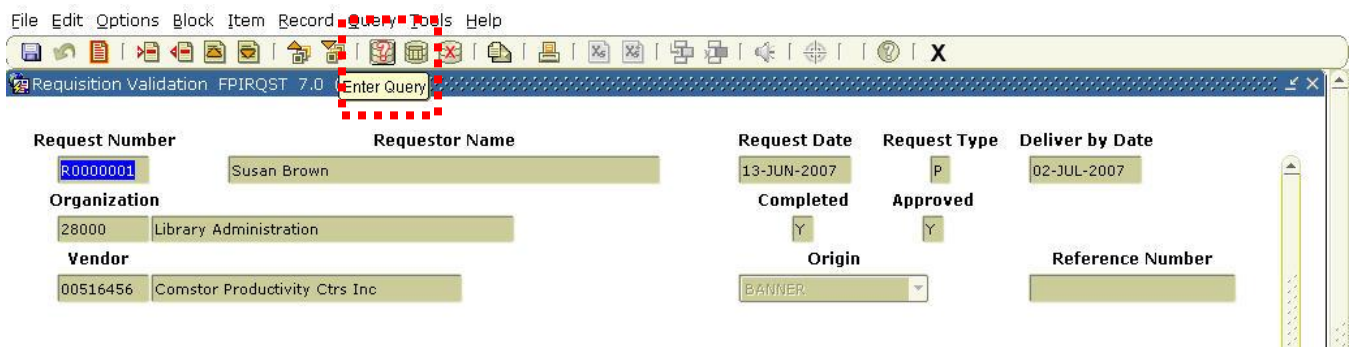 File Edit Options Block Item Record Query Tools Help
X
Requisition Validation FPIRQST 7.0 (
Enter Query
Request Number Requestor Name Request Date Request Type Deliver by Date
R0000001 Susan Brown 13-JUN-2007 P 02-JUL-2007
Organization Completed Approved
28000 Library Administration Y Y
Vendor Origin Reference Number
00516456 Comstor Productivity Ctrs Inc BANNER